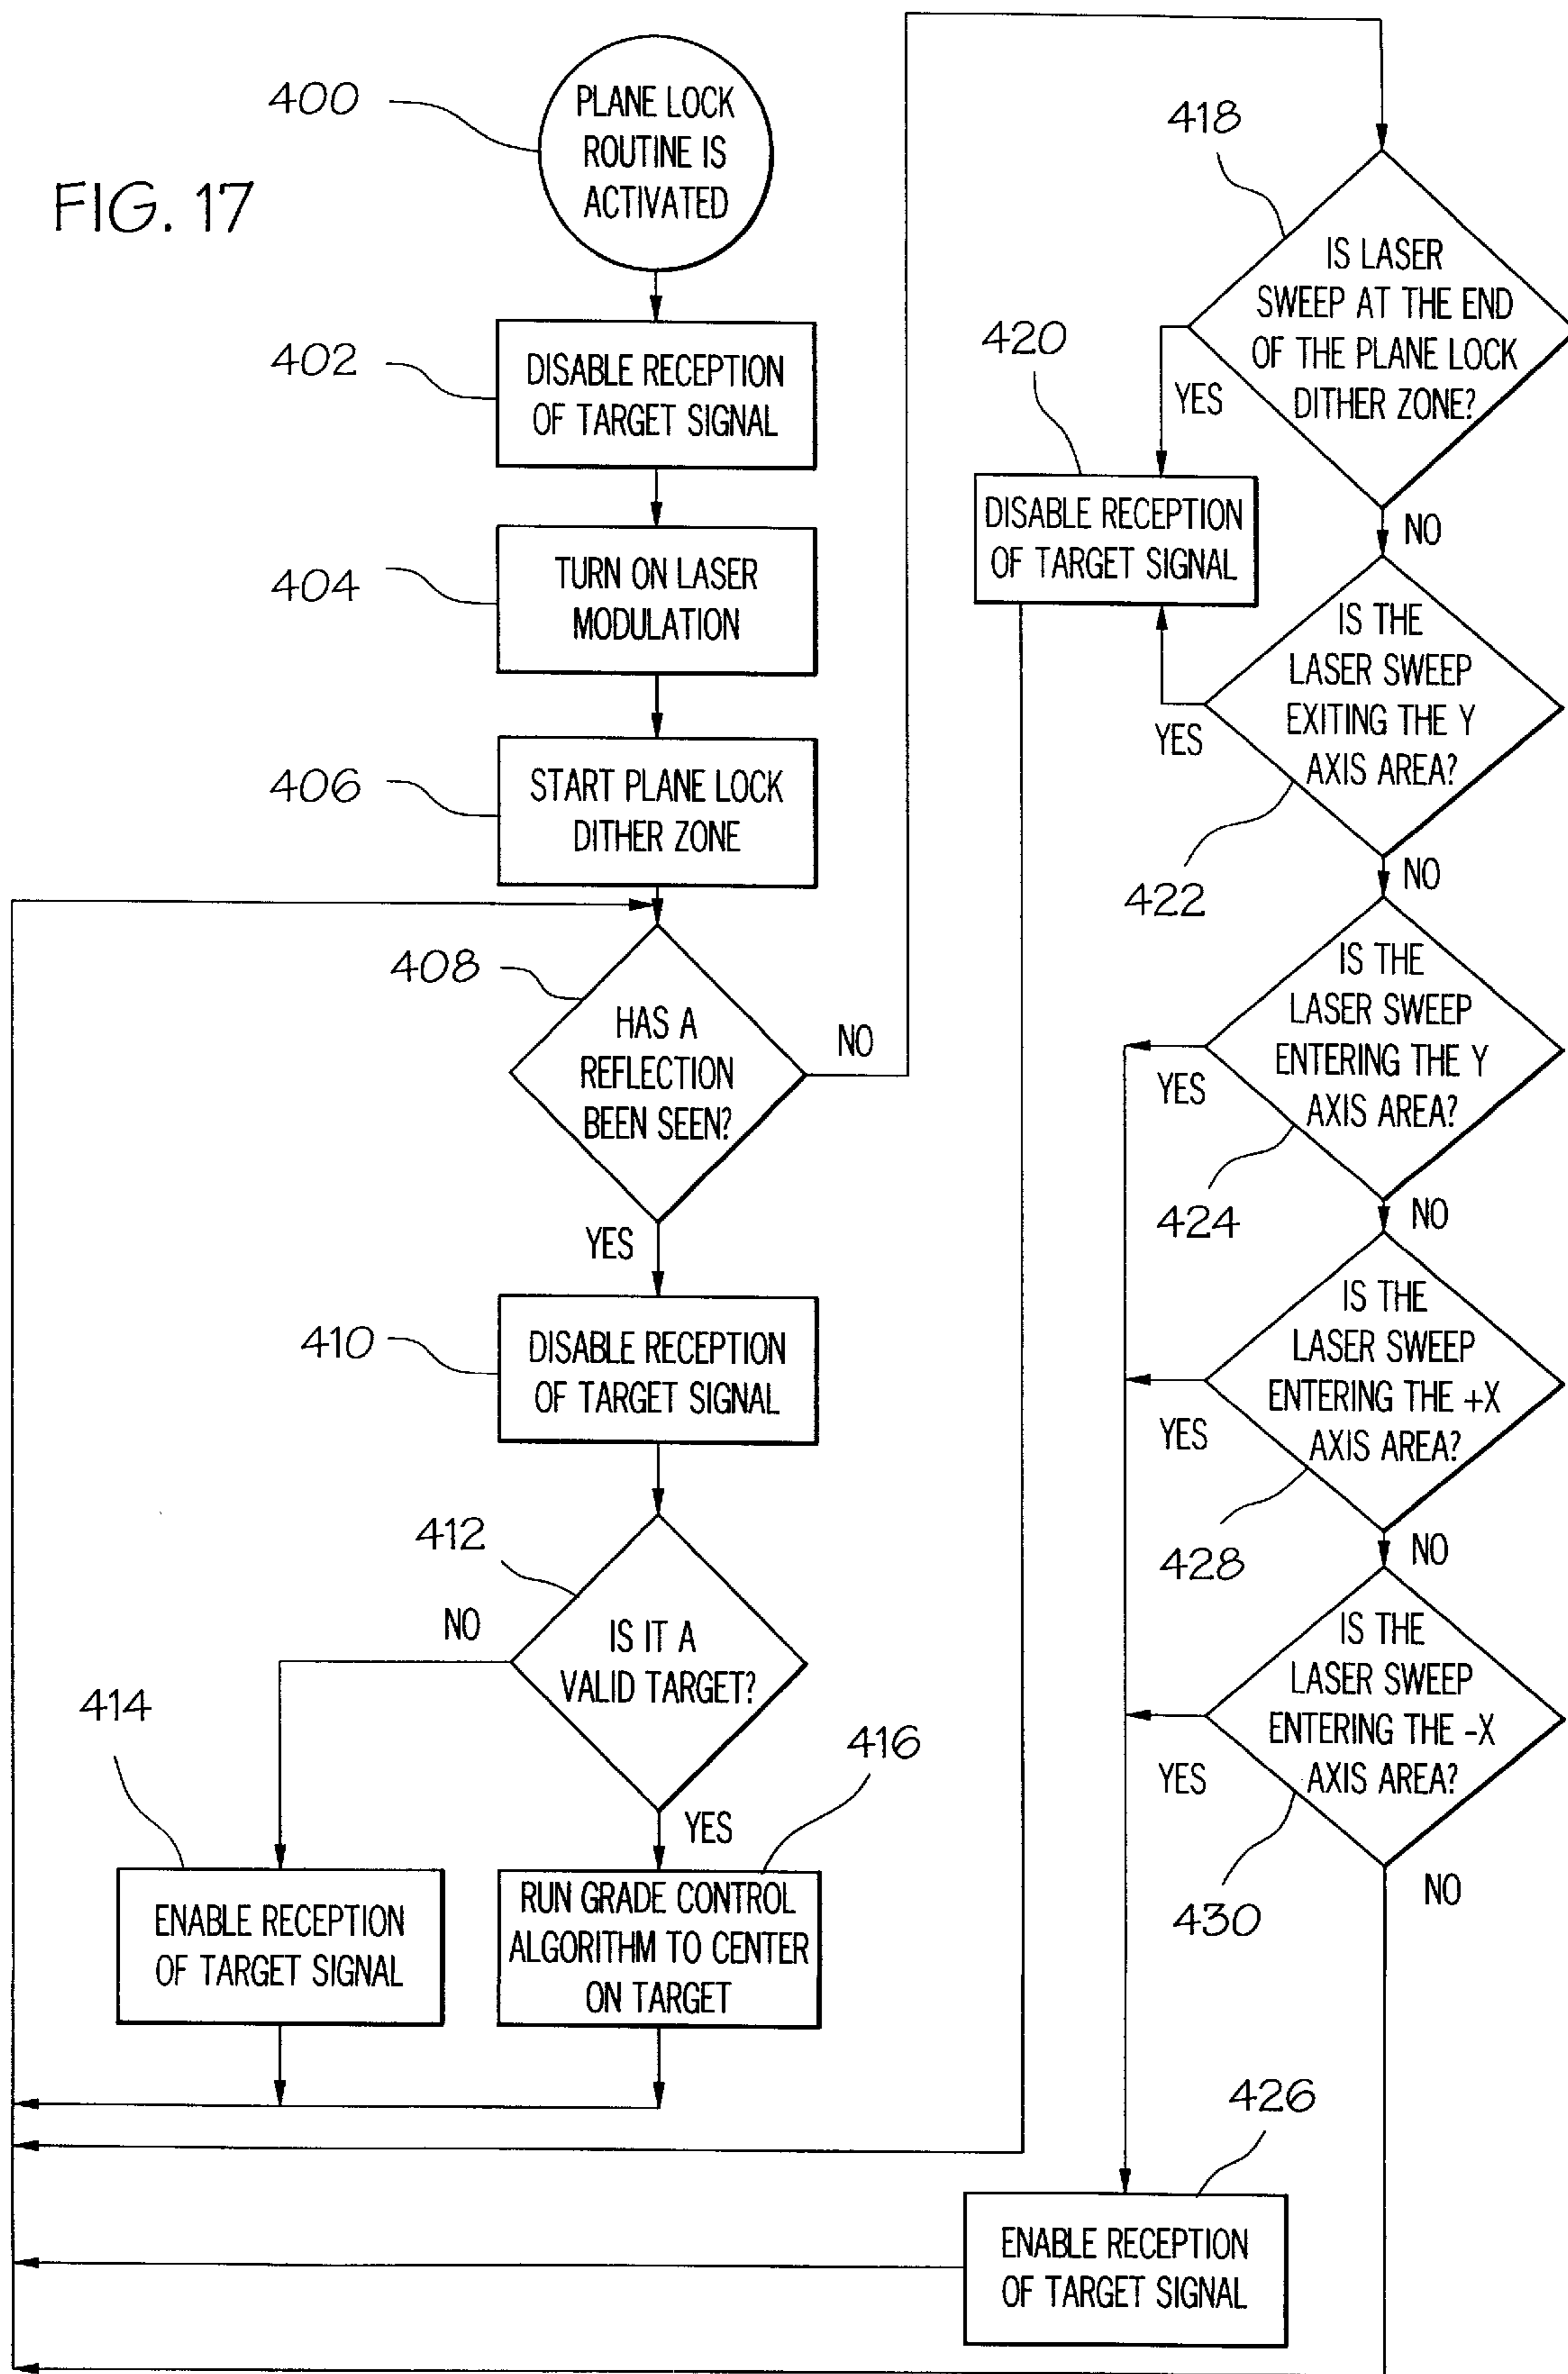 FIG. 17
400
PLANE LOCK
ROUTINE IS
ACTIVATED
402
DISABLE RECEPTION
OF TARGET SIGNAL
404
TURN ON LASER
MODULATION
406
START PLANE LOCK
DITHER ZONE
408
HAS A
REFLECTION
BEEN SEEN?
NO
YES
410
DISABLE RECEPTION
OF TARGET SIGNAL
412
IS IT A
VALID TARGET?
NO
YES
414
ENABLE RECEPTION
OF TARGET SIGNAL
416
RUN GRADE CONTROL
ALGORITHM TO CENTER
ON TARGET
418
IS LASER
SWEEP AT THE END
OF THE PLANE LOCK
DITHER ZONE?
YES
NO
420
DISABLE RECEPTION
OF TARGET SIGNAL
IS THE
LASER SWEEP
EXITING THE Y
AXIS AREA?
YES
422
NO
IS THE
LASER SWEEP
ENTERING THE Y
AXIS AREA?
YES
424
NO
IS THE
LASER SWEEP
ENTERING THE +X
AXIS AREA?
YES
428
NO
IS THE
LASER SWEEP
ENTERING THE -X
AXIS AREA?
YES
430
NO
426
ENABLE RECEPTION
OF TARGET SIGNAL